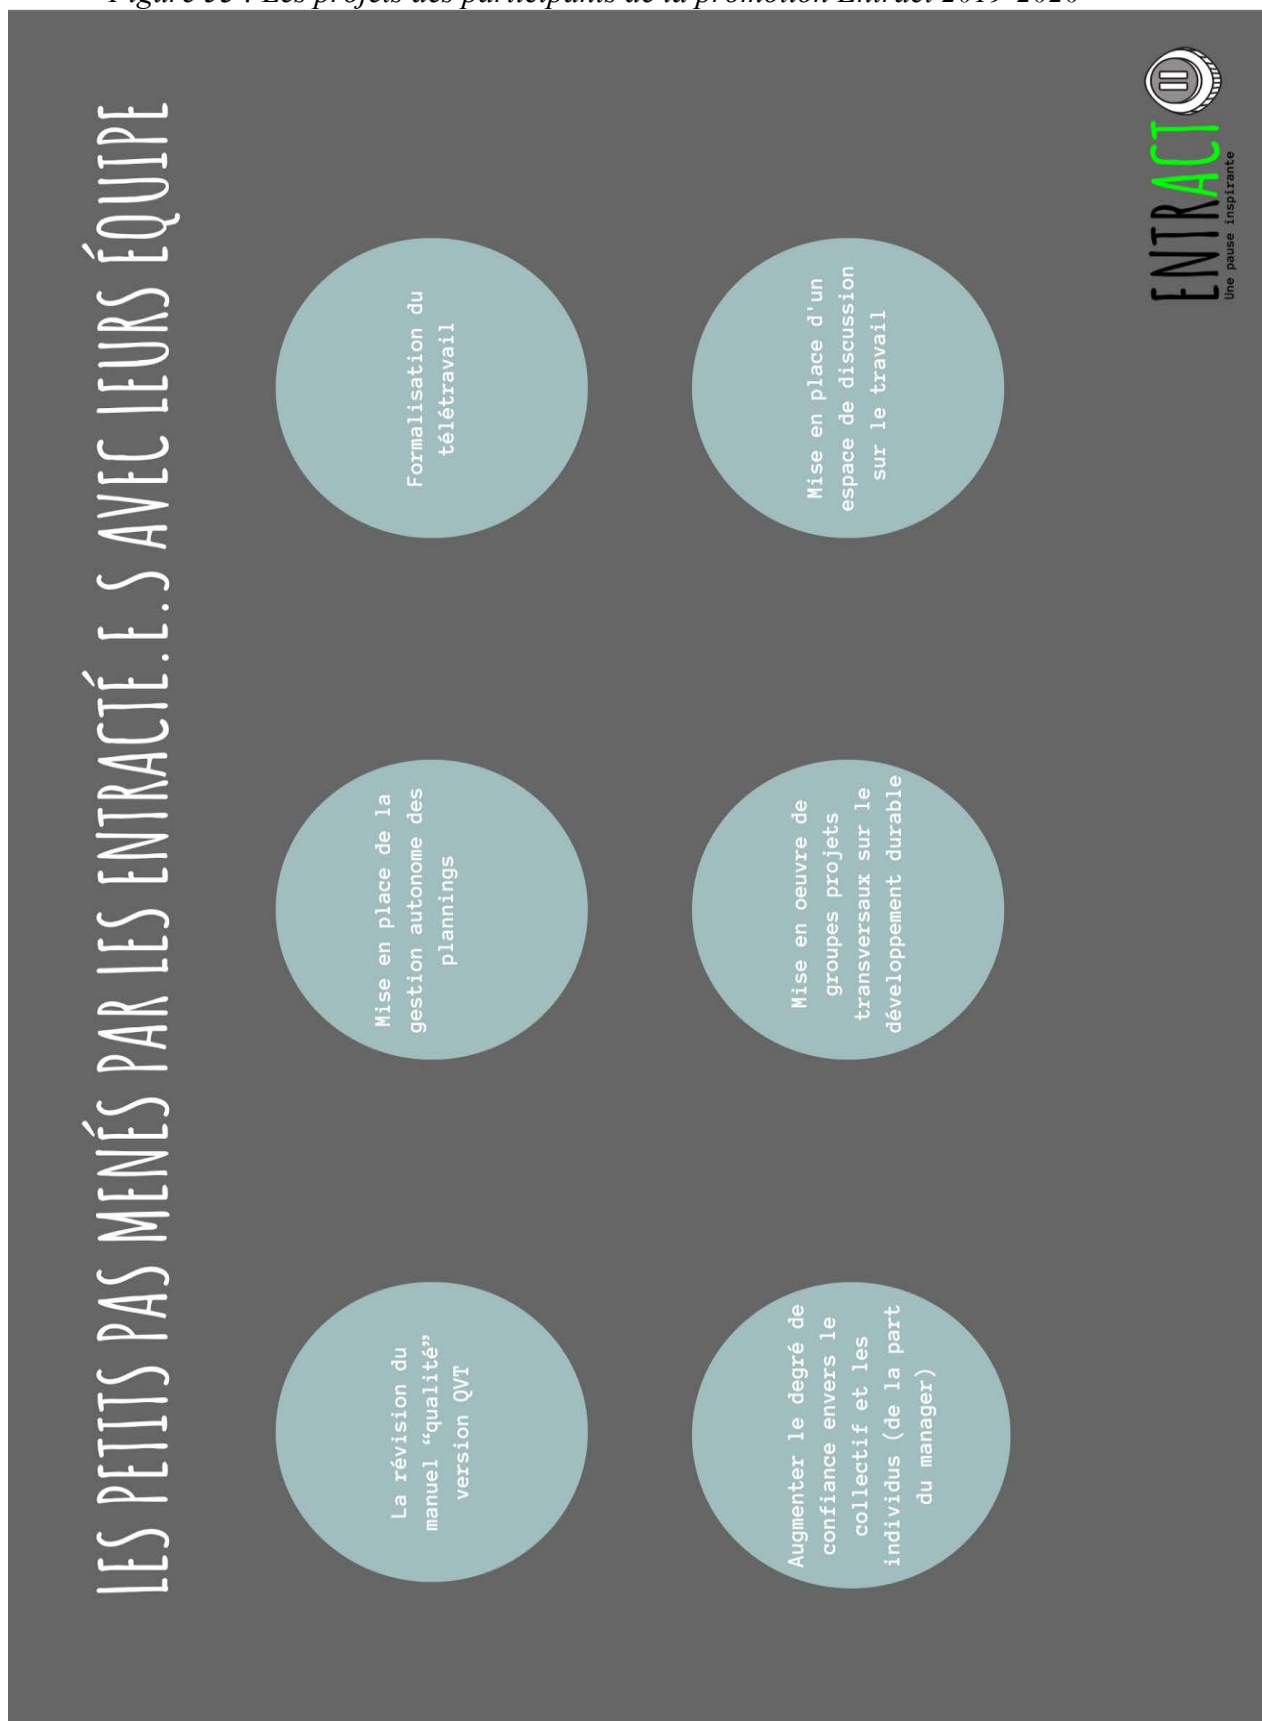 : Les projets des participants de la promotion Entract 2019-2020
LES PETITS PAS MENÉS PAR LES ENTRACTÉ.E.S AVEC LEURS ÉQUIPE
La révision du
manuel “qualité”
version QVT
Mise en place de la
gestion autonome des
plannings
Formalisation du
télétravail
Augmenter le degré de
confiance envers le
collectif et les
individus (de la part
du manager)
Mise en oeuvre de
groupes projets
transversaux sur le
développement durable
Mise en place d'un
espace de discussion
sur le travail
ENTRACT
Une pause inspirante